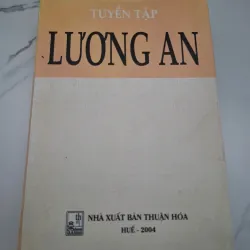 TUYỂN TẬP
LƯƠNG AN
NHÀ XUẤT BẢN THUẬN HÓA
HUẾ - 2004